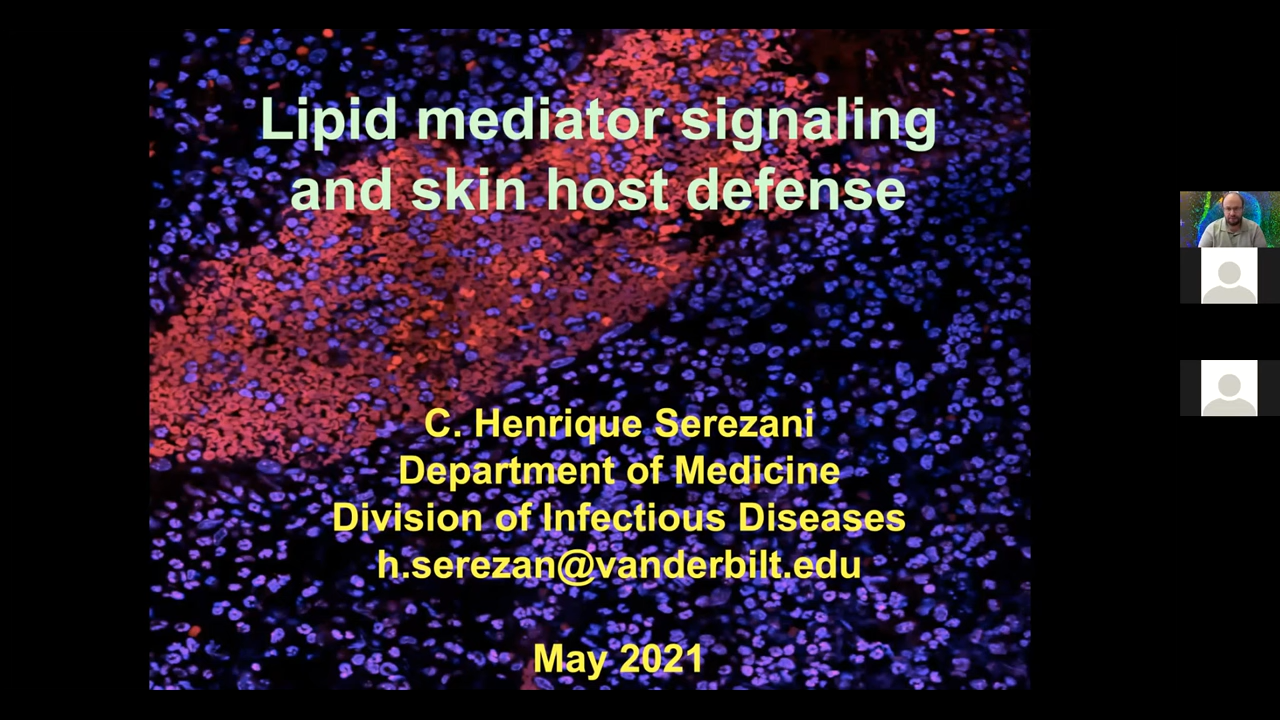 Lipid mediator signaling
and skin host defense
C. Henrique Serezani
Department of Medicine
Division of Infectious Diseases
h.serezan@vanderbilt.edu
May 2021